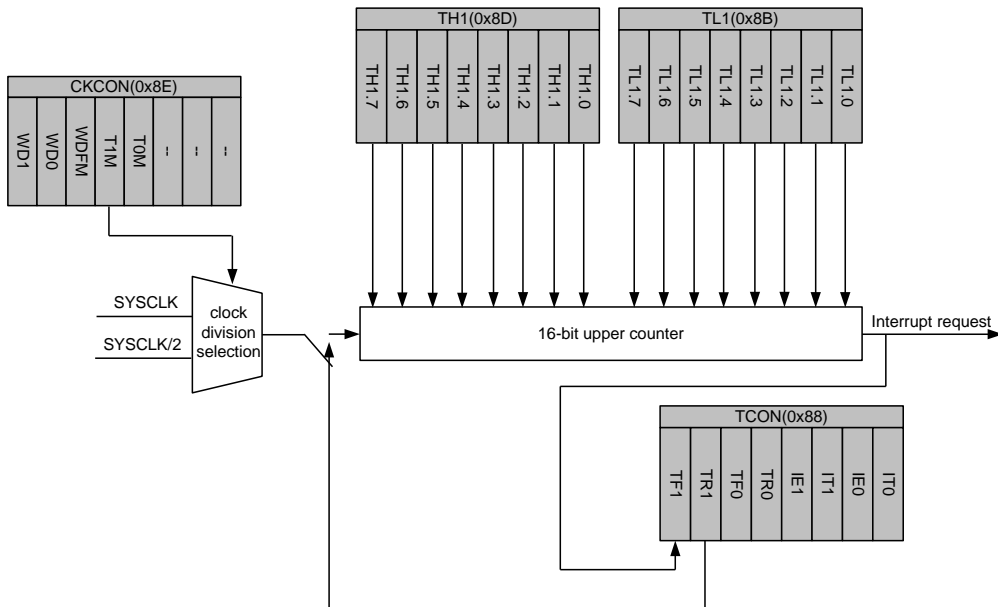 TH1(0x8D)
TH1.7
TH1.6
TH1.5
TH1.4
TH1.3
TH1.2
TH1.1
TH1.0
TL1(0x8B)
TL1.7
TL1.6
TL1.5
TL1.4
TL1.3
TL1.2
TL1.1
TL1.0
CKCON(0x8E)
WD1
WD0
WDFM
T1M
T0M
--
--
--
SYSCLK
SYSCLK/2
clock
division
selection
16-bit upper counter
Interrupt request
TCON(0x88)
TF1
TR1
TF0
TR0
IE1
IT1
IE0
IT0